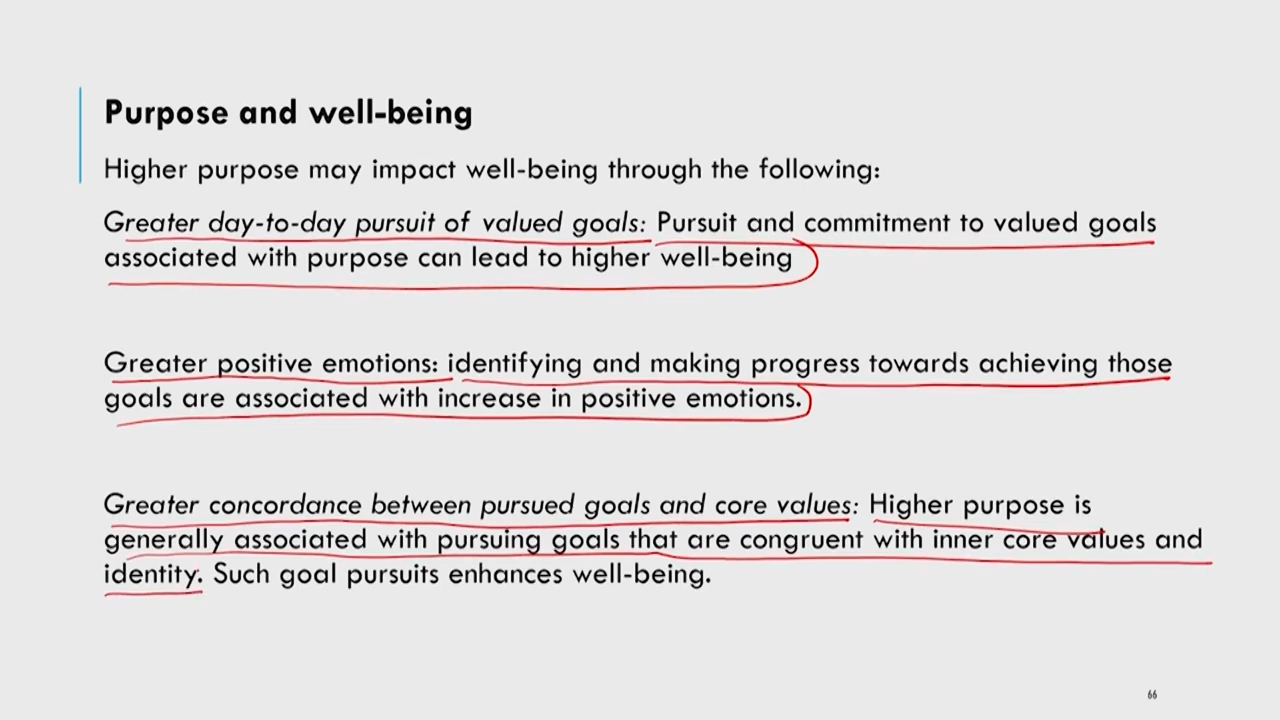 Purpose and well-being
Higher purpose may impact well-being through the following:
Greater day-to-day pursuit of valued goals: Pursuit and commitment to valued goals
associated with purpose can lead to higher well-being
Greater positive emotions: identifying and making progress towards achieving those
goals are associated with increase in positive emotions.
Greater concordance between pursued goals and core values: Higher purpose is
generally associated with pursuing goals that are congruent with inner core values and
identity. Such goal pursuits enhances well-being.
66